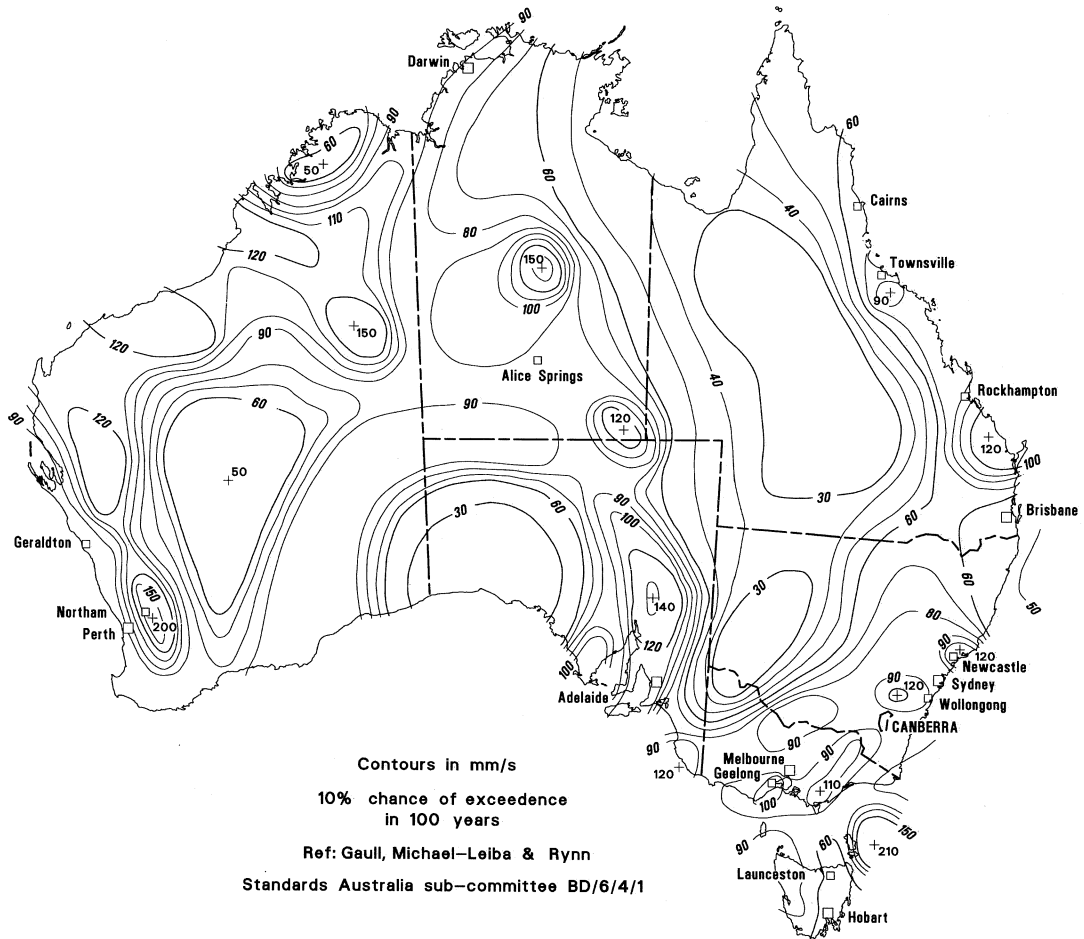 90
Darwin
90
60
50
60
60
40
Cairns
110
80
120
150
100
Townsville
90
150
90
120
Alice Springs
40
Rockhampton
60
90
120
120
90
120
100
50
30
90
100
60
30
60
Brisbane
Geraldton
150
Northam
200
Perth
140
30
60
50
80
90
120
Newcastle
120
100
90
120
Sydney
Adelaide
Wollongong
CANBERRA
90
90
90
120
Melbourne
Geelong
110
100
Contours in mm/s
10% chance of exceedence
in 100 years
Ref: Gaull, Michael-Leiba & Rynn
Standards Australia sub-committee BD/6/4/1
150
210
90
60
Launceston
Hobart